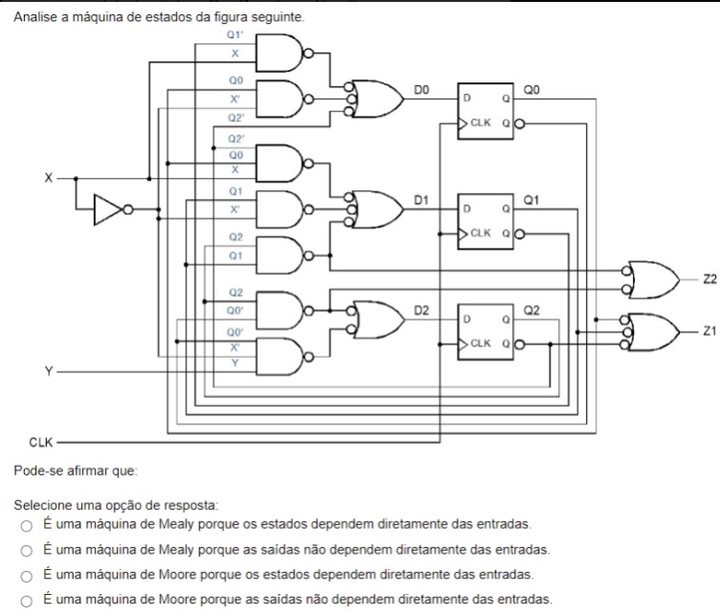 Analise a máquina de estados da figura seguinte.
Q1'
X
Q0
X'
Q2'
Q2'
Q0
X
Q1
X'
Q2
Q1
Q2
Q0'
Q0'
X'
Y
X
Y
CLK
D0
D Q
CLK Q
Q0
D1
D Q
CLK Q
Q1
D2
D Q
CLK Q
Q2
Z2
Z1
Pode-se afirmar que:
Selecione uma opção de resposta:
É uma máquina de Mealy porque os estados dependem diretamente das entradas.
É uma máquina de Mealy porque as saídas não dependem diretamente das entradas.
É uma máquina de Moore porque os estados dependem diretamente das entradas.
É uma máquina de Moore porque as saídas não dependem diretamente das entradas.